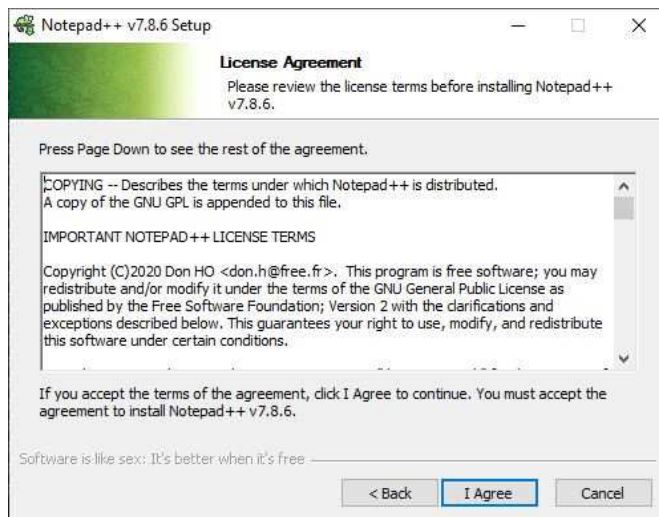 Notepad++ v7.8.6 Setup
License Agreement
Please review the license terms before installing Notepad++
v7.8.6.
Press Page Down to see the rest of the agreement.
COPYING -- Describes the terms under which Notepad++ is distributed.
A copy of the GNU GPL is appended to this file.
IMPORTANT NOTEPAD++ LICENSE TERMS
Copyright (C)2020 Don HO <don.h@free.fr>. This program is free software; you may
redistribute and/or modify it under the terms of the GNU General Public License as
published by the Free Software Foundation; Version 2 with the clarifications and
exceptions described below. This guarantees your right to use, modify, and redistribute
this software under certain conditions.
If you accept the terms of the agreement, click I Agree to continue. You must accept the
agreement to install Notepad++ v7.8.6.
Software is like sex: It's better when it's free
< Back
I Agree
Cancel